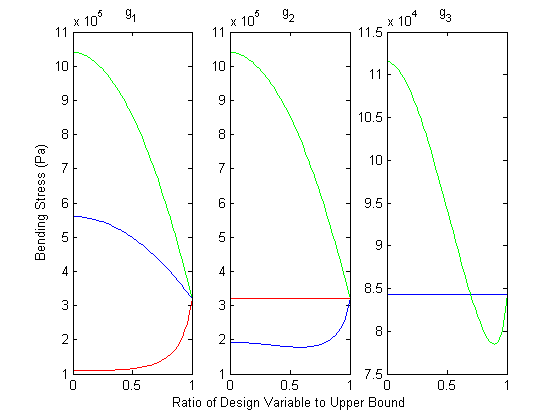 g1 g2 g3
x 10^5 x 10^5 x 10^4
11 11 11.5
10 10 11
9 9 10.5
8 8 10
7 7 9.5
6 6 9
5 5 8.5
4 4 8
3 3 7.5
2 2
1 1
0 0.5 1 0 0.5 1 0 0.5 1
Bending Stress (Pa)
Ratio of Design Variable to Upper Bound